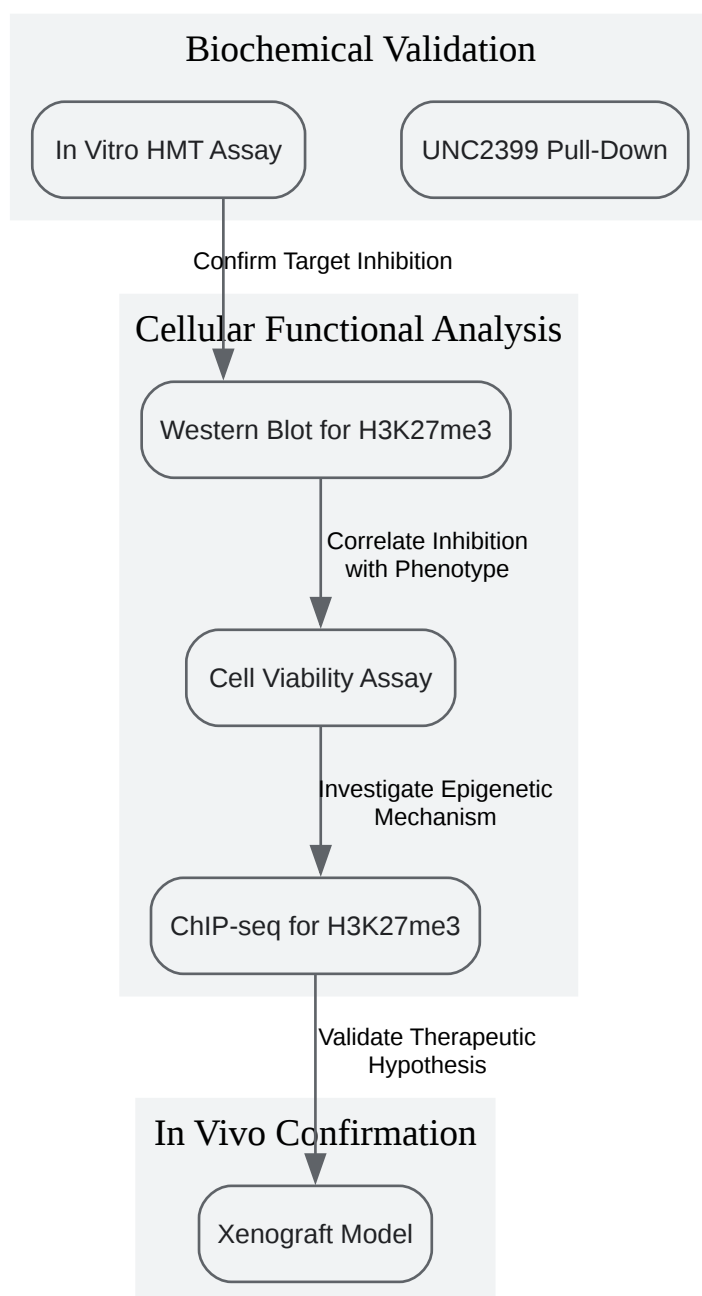 Biochemical Validation
In Vitro HMT Assay
UNC2399 Pull-Down
Confirm Target Inhibition
Cellular Functional Analysis
Western Blot for H3K27me3
Correlate Inhibition
with Phenotype
Cell Viability Assay
Investigate Epigenetic
Mechanism
ChIP-seq for H3K27me3
Validate Therapeutic
Hypothesis
In Vivo Confirmation
Xenograft Model